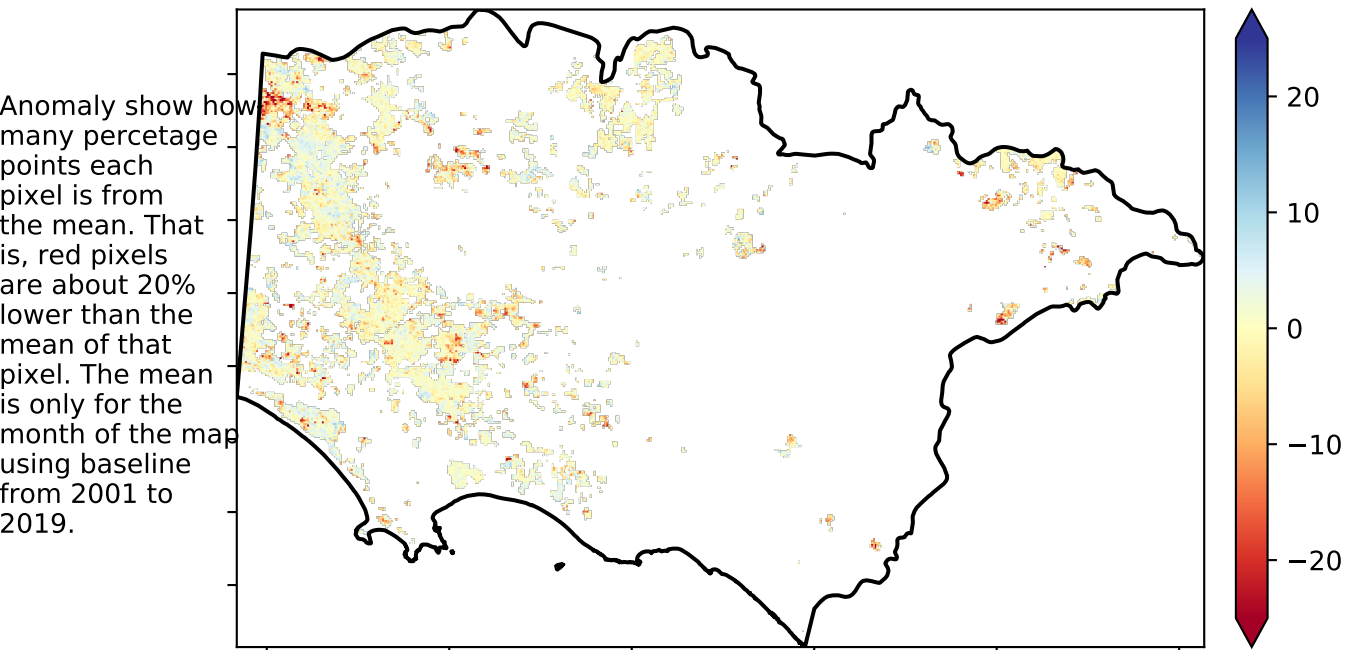 Anomaly show how
many percetage
points each
pixel is from
the mean. That
is, red pixels
are about 20%
lower than the
mean of that
pixel. The mean
is only for the
month of the map
using baseline
from 2001 to
2019.
20
10
0
−10
−20